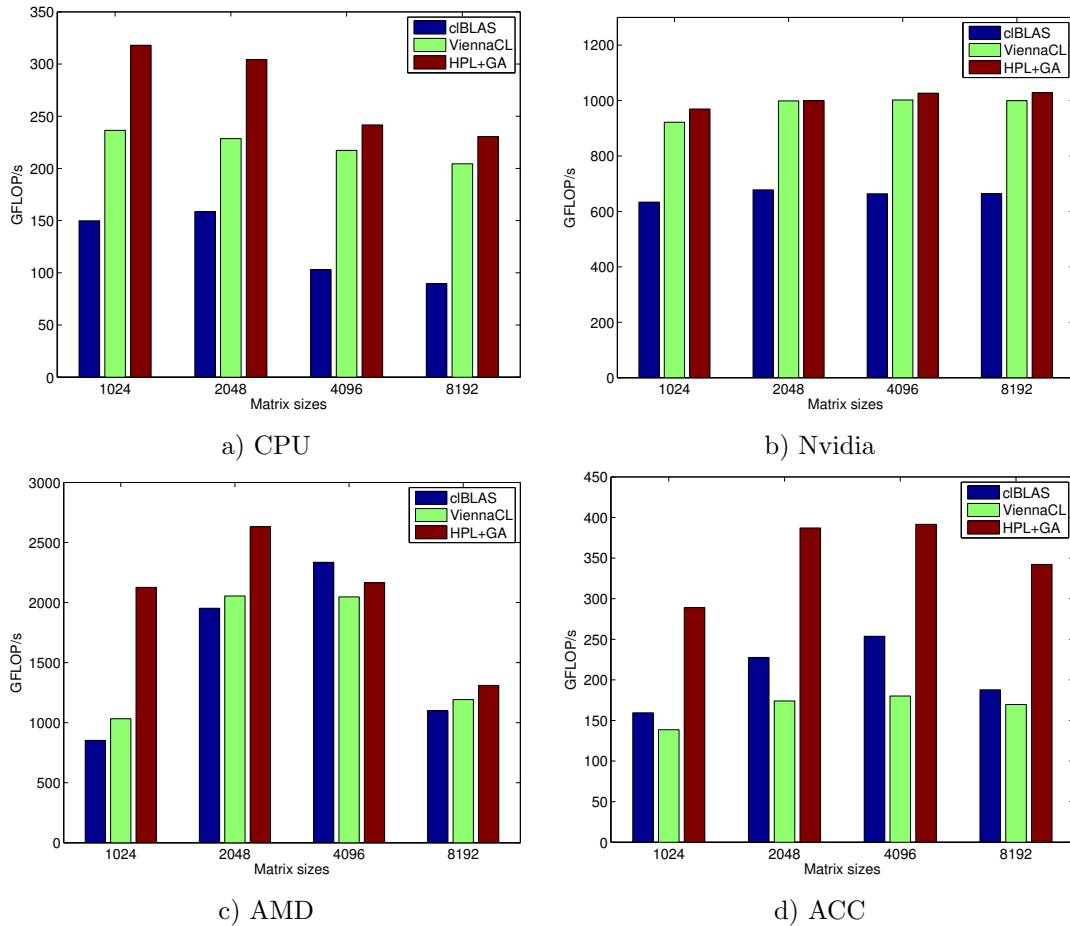 350
300
250
200
150
100
50
0
GFLOP/s
clBLAS
ViennaCL
HPL+GA
1024 2048 4096 8192
Matrix sizes
a) CPU
1200
1000
800
600
400
200
0
GFLOP/s
clBLAS
ViennaCL
HPL+GA
1024 2048 4096 8192
Matrix sizes
b) Nvidia
3000
2500
2000
1500
1000
500
0
GFLOP/s
clBLAS
ViennaCL
HPL+GA
1024 2048 4096 8192
Matrix sizes
c) AMD
450
400
350
300
250
200
150
100
50
0
GFLOP/s
clBLAS
ViennaCL
HPL+GA
1024 2048 4096 8192
Matrix sizes
d) ACC